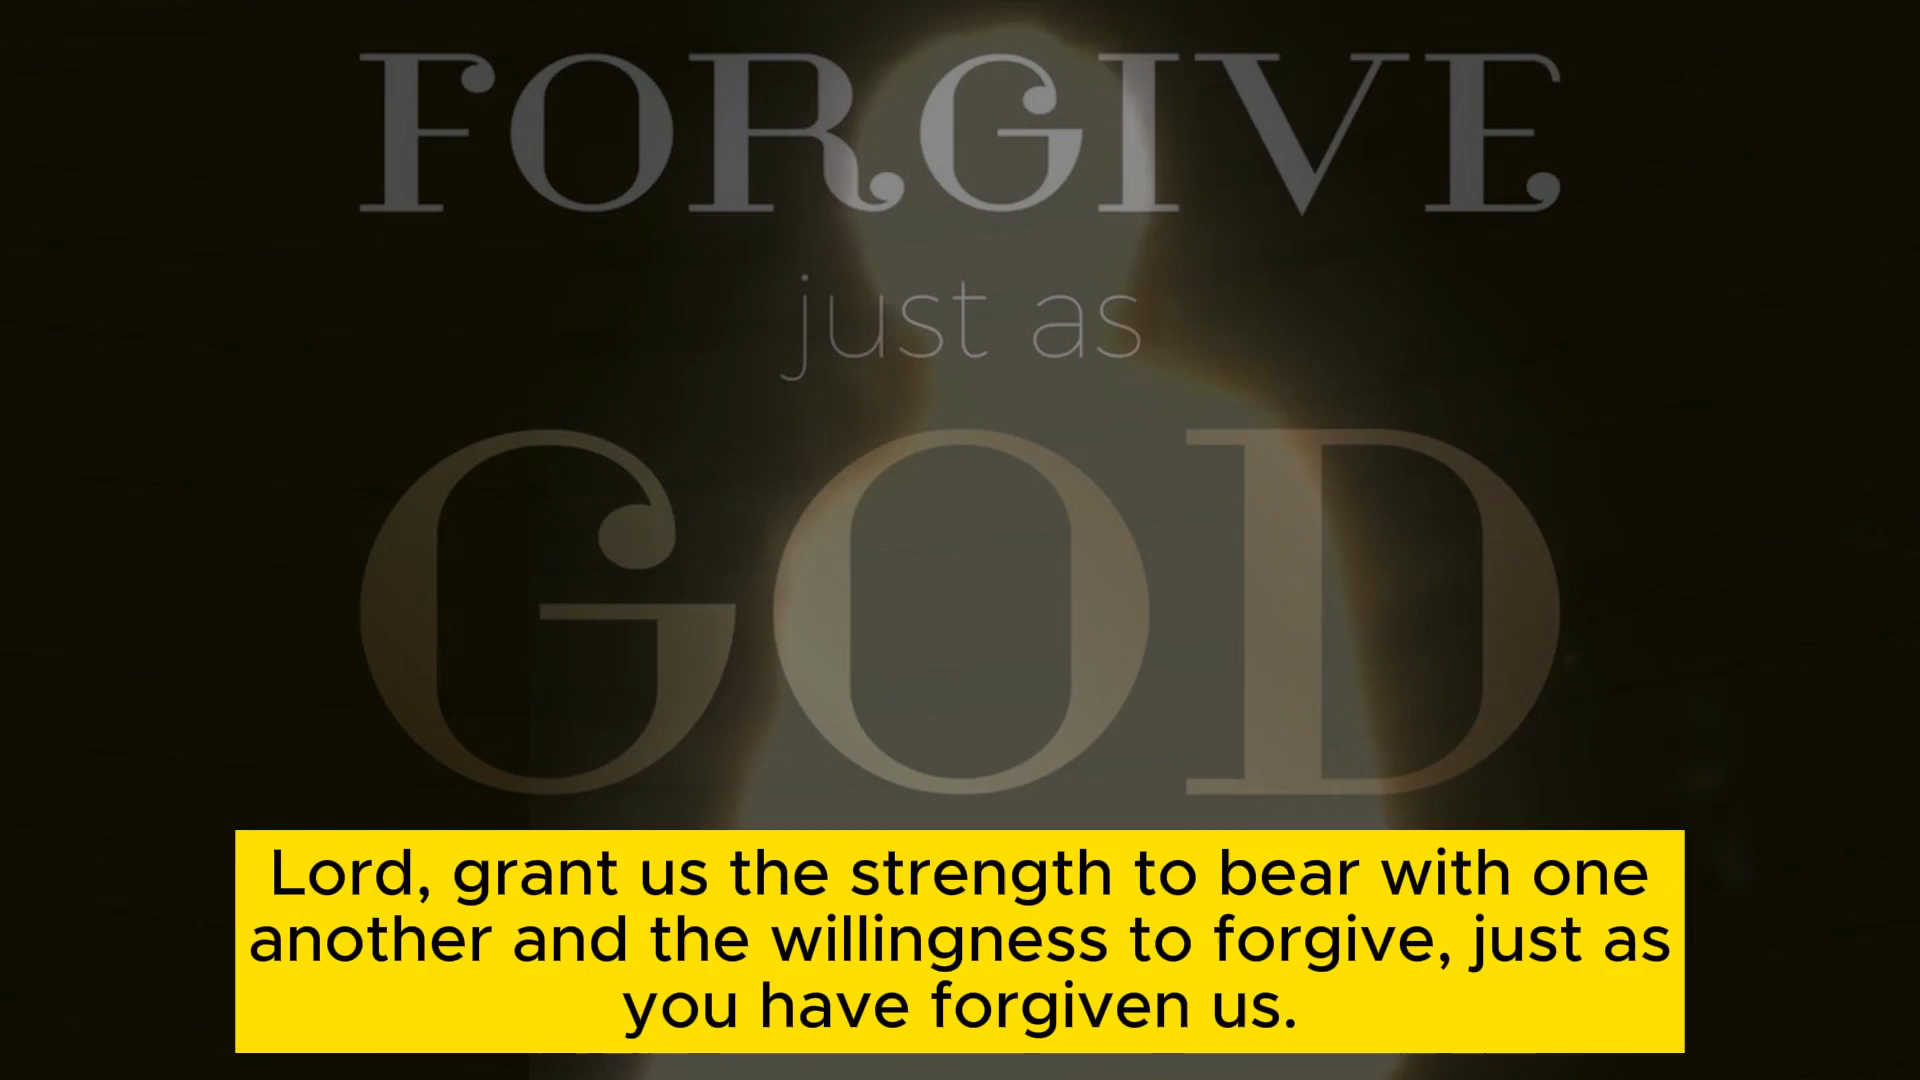 FORGIVE
just as
GOD
Lord, grant us the strength to bear with one
another and the willingness to forgive, just as
you have forgiven us.